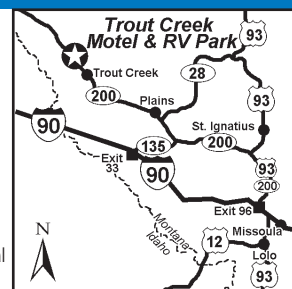 Trout Creek
Motel & RV Park
93
28
Trout Creek
200
Plains
93
St. Ignatius
90
135
200
Exit
33
90
93
200
Exit 96
N
Montana
Idaho
12
Missoula
Lolo
93
al